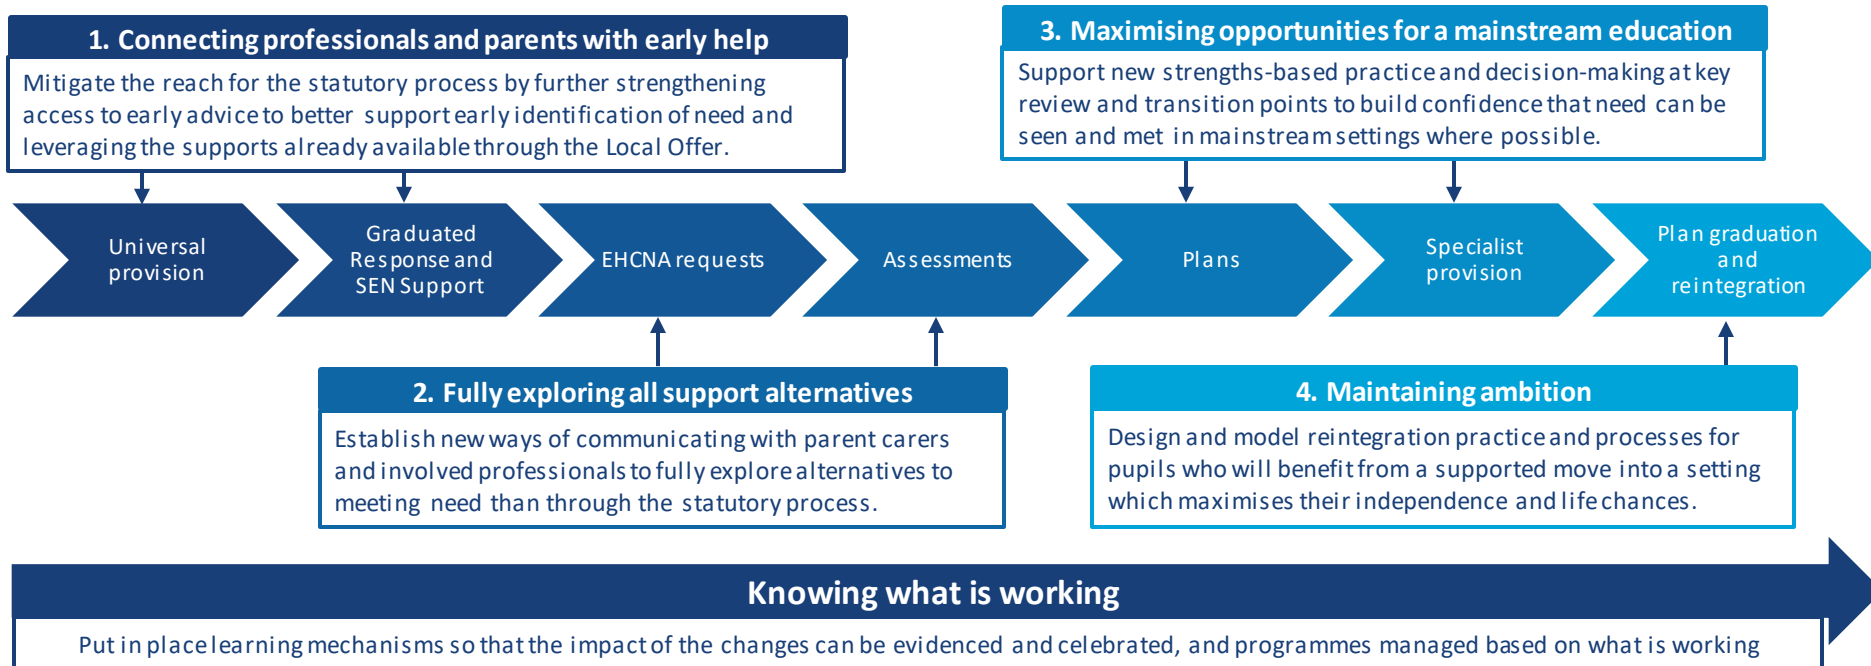 1. Connecting professionals and parents with early help
Mitigate the reach for the statutory process by further strengthening
access to early advice to better support early identification of need and
leveraging the supports already available through the Local Offer.
3. Maximising opportunities for a mainstream education
Support new strengths-based practice and decision-making at key
review and transition points to build confidence that need can be
seen and met in mainstream settings where possible.
Universal
provision
Graduated
Response and
SEN Support
EHCNA requests
Assessments
Plans
Specialist
provision
Plan graduation
and
reintegration
2. Fully exploring all support alternatives
Establish new ways of communicating with parent carers
and involved professionals to fully explore alternatives to
meeting need than through the statutory process.
4. Maintaining ambition
Design and model reintegration practice and processes for
pupils who will benefit from a supported move into a setting
which maximises their independence and life chances.
Knowing what is working
Put in place learning mechanisms so that the impact of the changes can be evidenced and celebrated, and programmes managed based on what is working